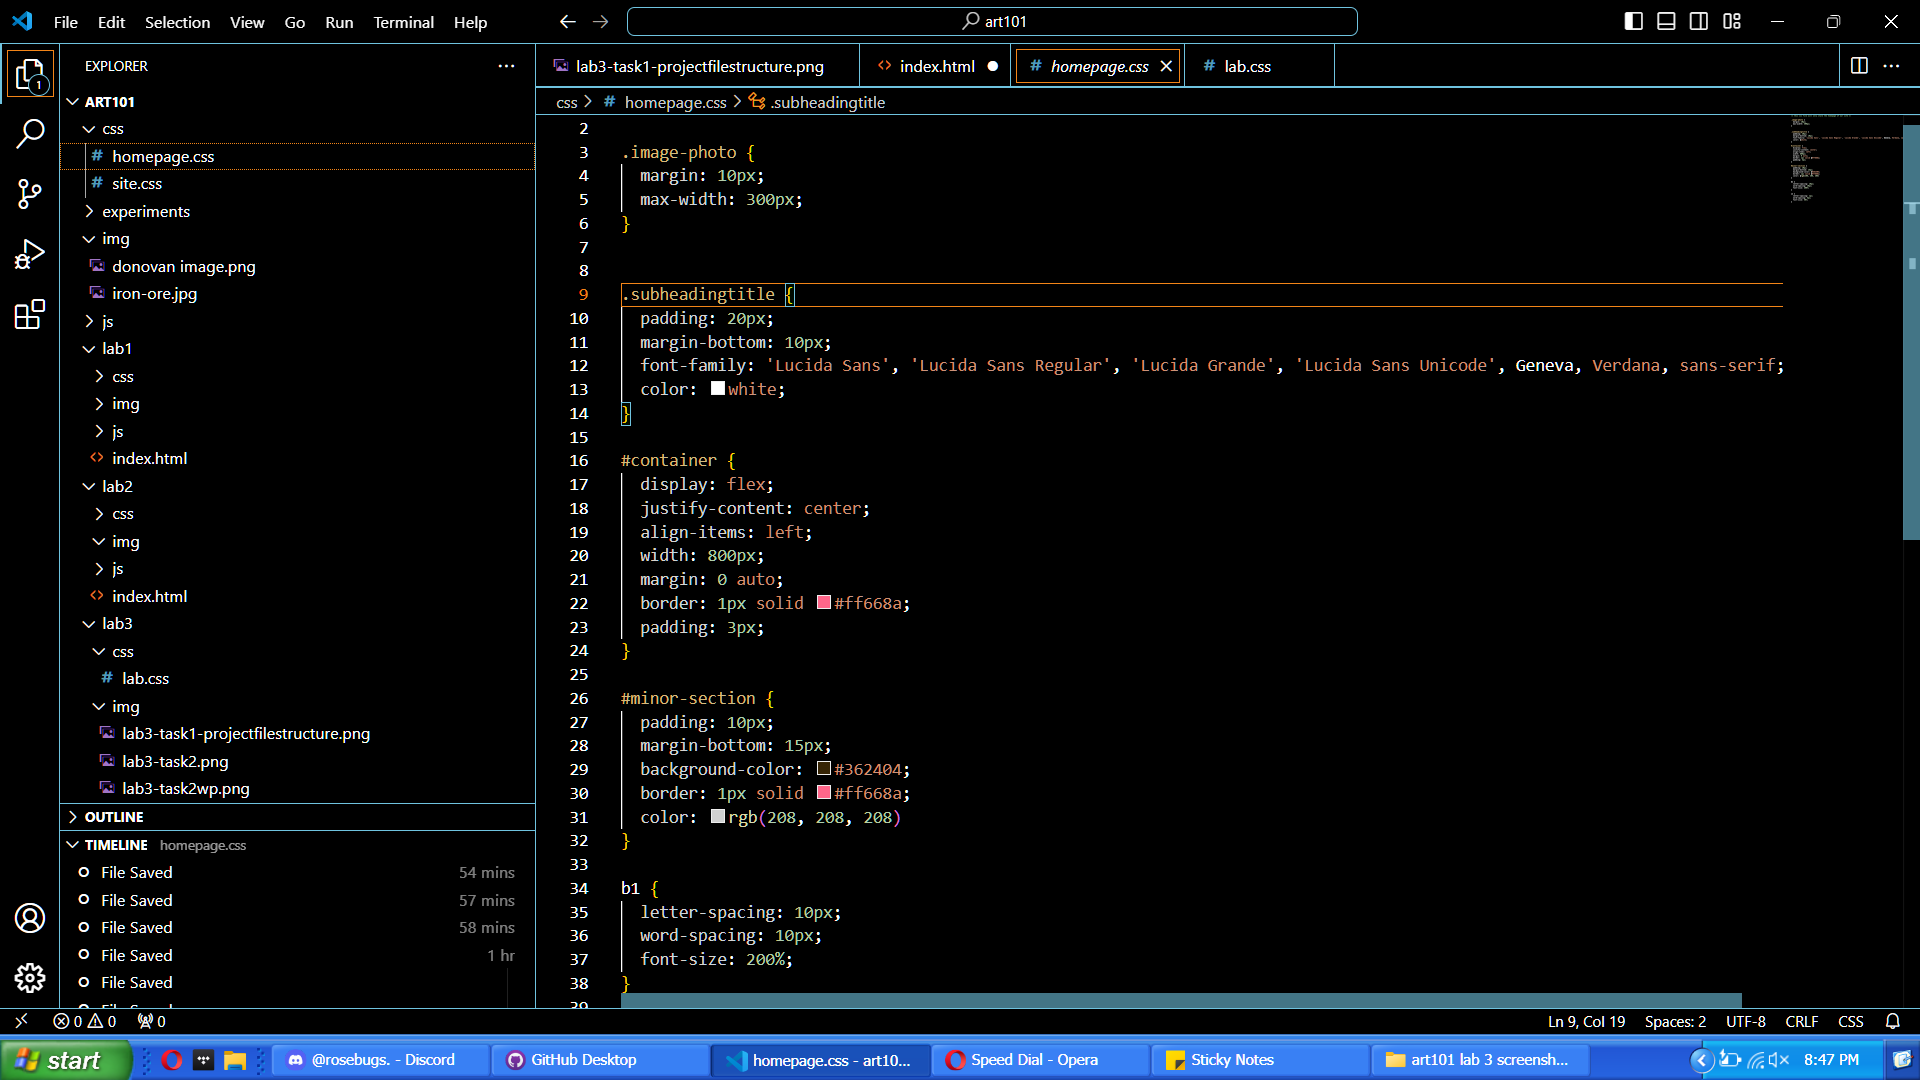 File Edit Selection View Go Run Terminal Help
art101
EXPLORER
1
ART101
css
homepage.css
site.css
experiments
img
donovan image.png
iron-ore.jpg
js
lab1
css
img
js
index.html
lab2
css
img
js
index.html
lab3
css
lab.css
img
lab3-task1-projectfilestructure.png
lab3-task2.png
lab3-task2wp.png
OUTLINE
TIMELINE homepage.css
File Saved 54 mins
File Saved 57 mins
File Saved 58 mins
File Saved 1 hr
File Saved
lab3-task1-projectfilestructure.png
index.html
homepage.css
lab.css
css > homepage.css > .subheadingtitle
2
3 .image-photo {
4 margin: 10px;
5 max-width: 300px;
6 }
7
8
9 .subheadingtitle {
10 padding: 20px;
11 margin-bottom: 10px;
12 font-family: 'Lucida Sans', 'Lucida Sans Regular', 'Lucida Grande', 'Lucida Sans Unicode', Geneva, Verdana, sans-serif;
13 color: white;
14 }
15
16 #container {
17 display: flex;
18 justify-content: center;
19 align-items: left;
20 width: 800px;
21 margin: 0 auto;
22 border: 1px solid #ff668a;
23 padding: 3px;
24 }
25
26 #minor-section {
27 padding: 10px;
28 margin-bottom: 15px;
29 background-color: #362404;
30 border: 1px solid #ff668a;
31 color: rgb(208, 208, 208)
32 }
33
34 b1 {
35 letter-spacing: 10px;
36 word-spacing: 10px;
37 font-size: 200%;
38 }
39
0 0 0
Ln 9, Col 19 Spaces: 2 UTF-8 CRLF CSS
start
@rosebugs. - Discord
GitHub Desktop
homepage.css - art10...
Speed Dial - Opera
Sticky Notes
art101 lab 3 screensh...
8:47 PM